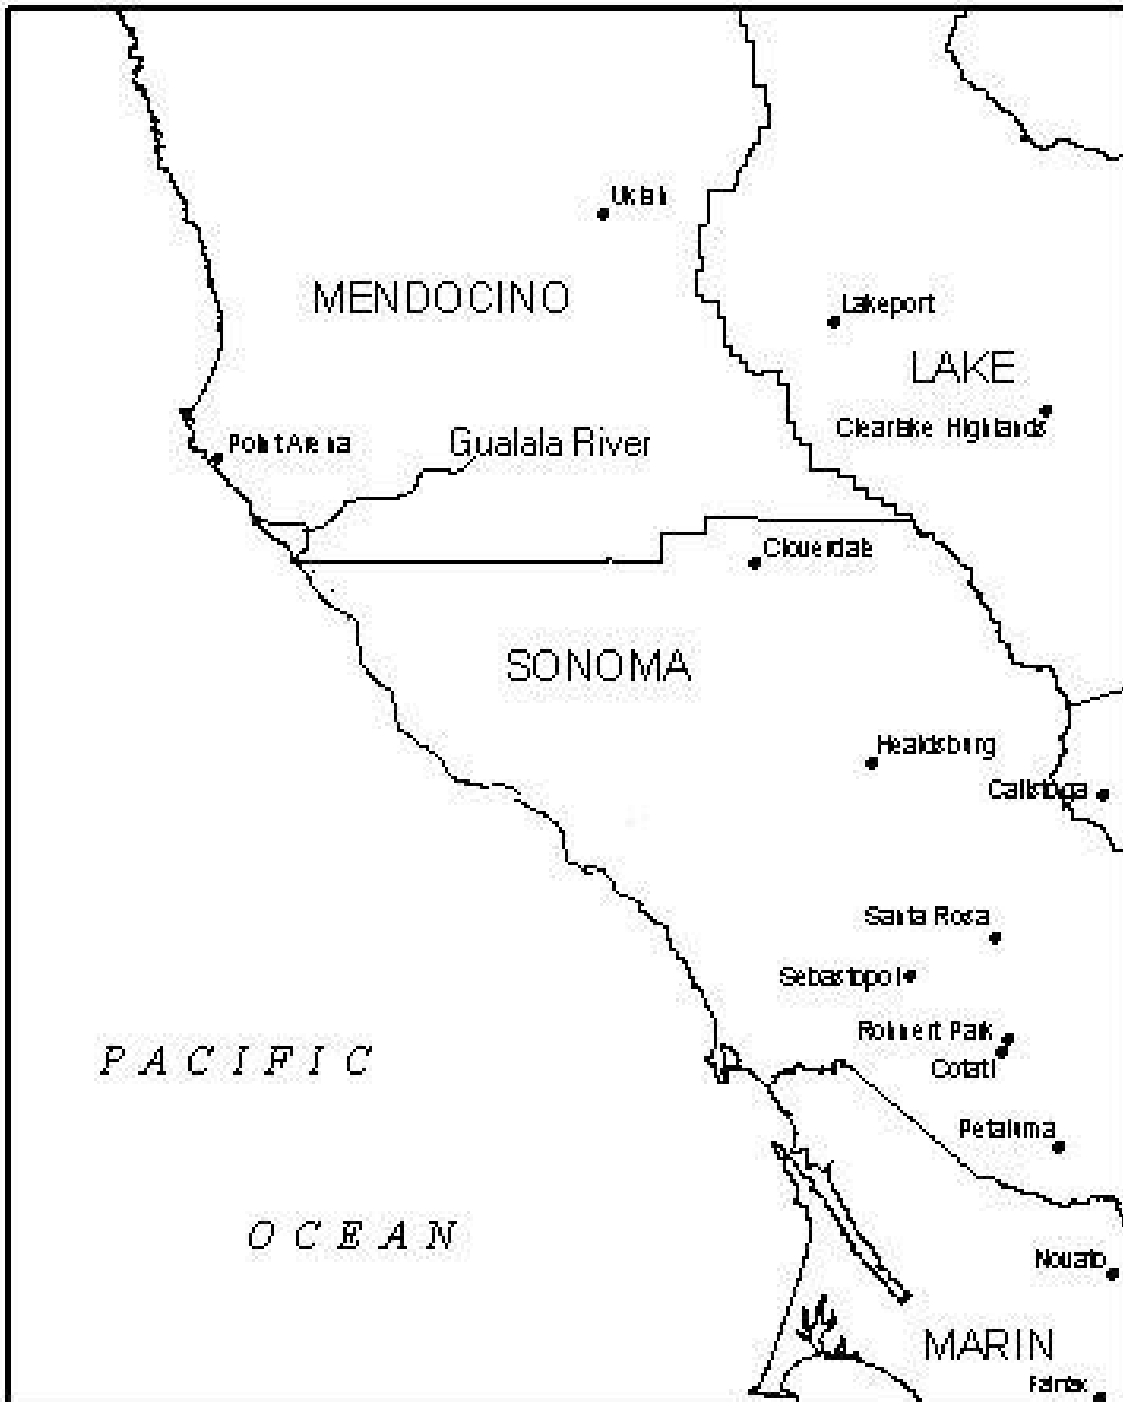 Ukiah
MENDOCINO
Lakeport
LAKE
Clearlake Highlands
Point Arena
Gualala River
Cloverdale
SONOMA
Healdsburg
Calistoga
Santa Rosa
Sebastopol
Rohnert Park
Cotati
PACIFIC
Petaluma
OCEAN
Novato
MARIN
Fairfax